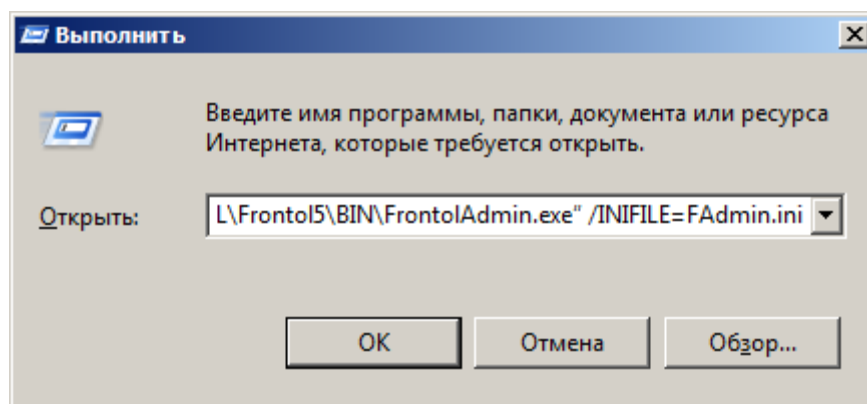 Выполнить
Введите имя программы, папки, документа или ресурса
Интернета, которые требуется открыть.
Открыть: L\Frontol5\BIN\FrontolAdmin.exe" /INIFILE=FAdmin.ini
ОК Отмена Обзор...